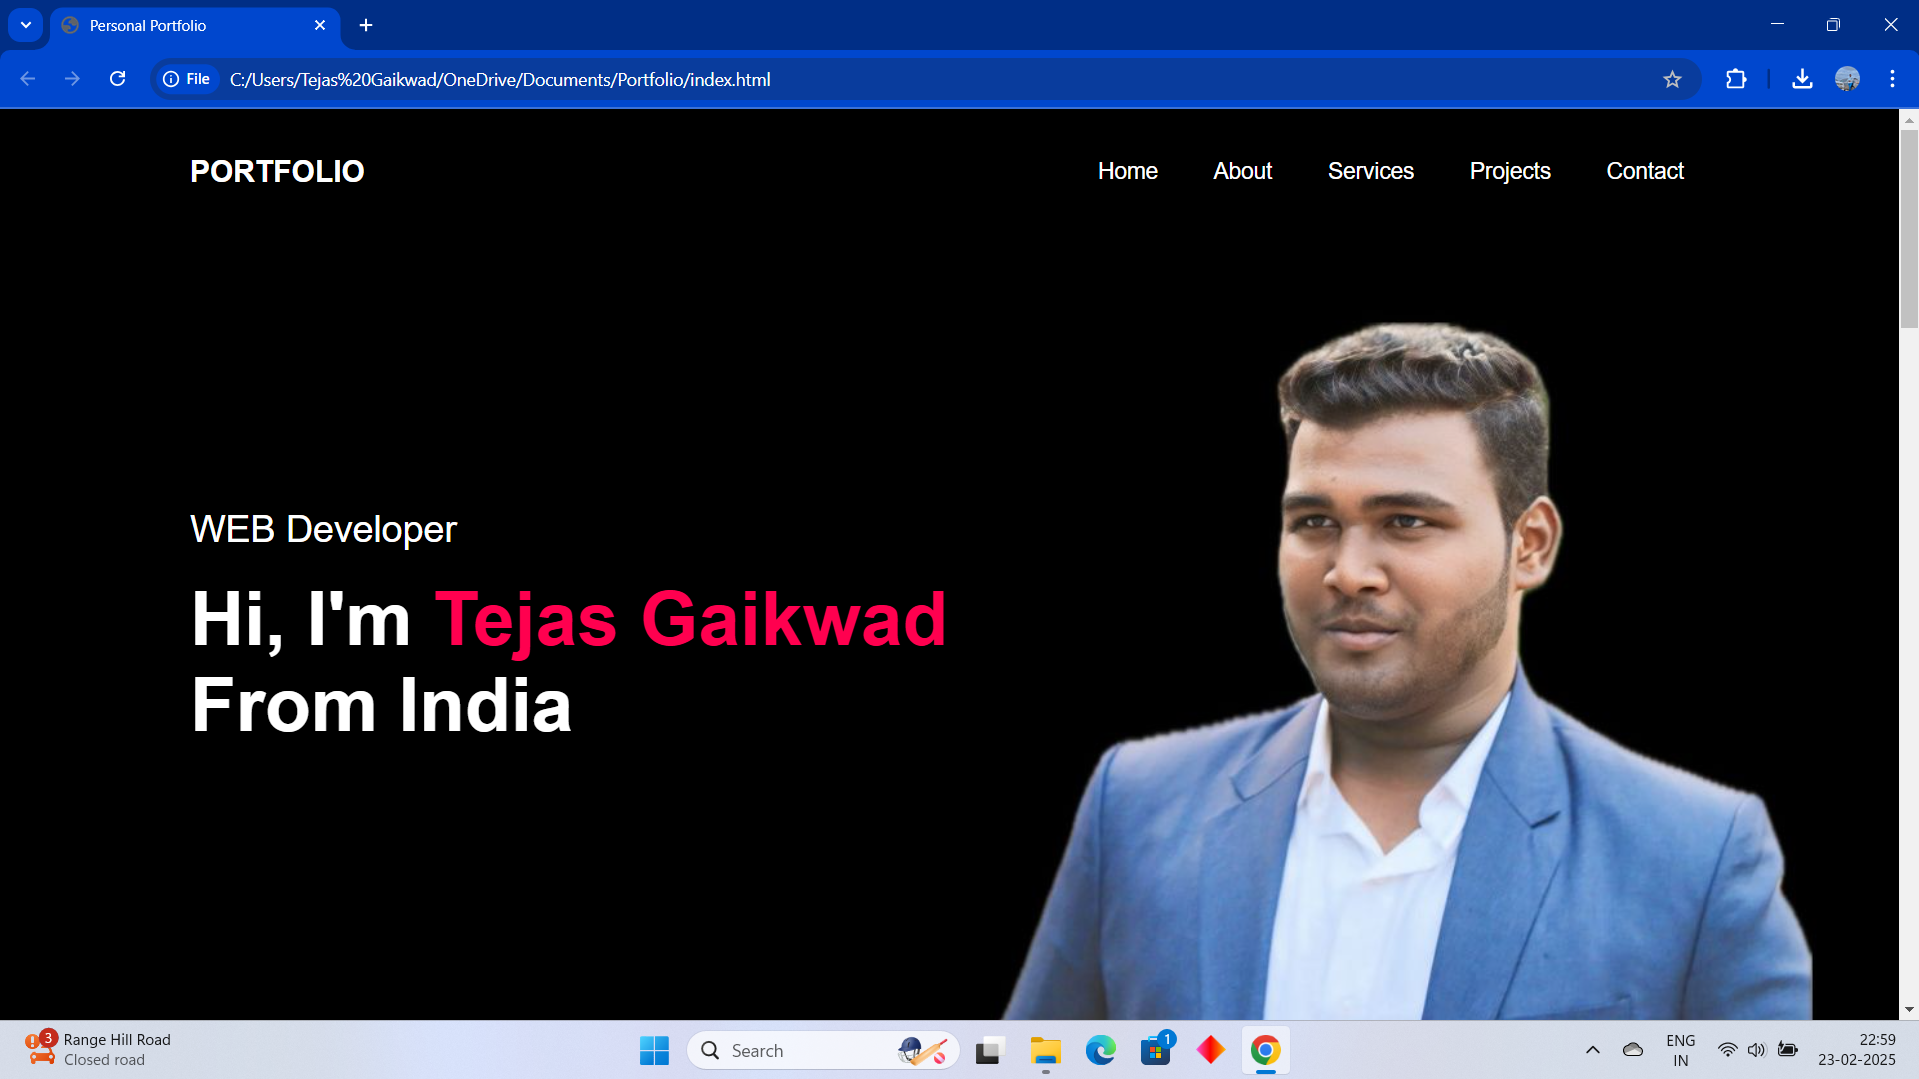 Personal Portfolio
File C:/Users/Tejas%20Gaikwad/OneDrive/Documents/Portfolio/index.html
PORTFOLIO
Home About Services Projects Contact
WEB Developer
Hi, I'm Tejas Gaikwad
From India
3
Range Hill Road
Closed road
Search
1
ENG
IN
22:59
23-02-2025